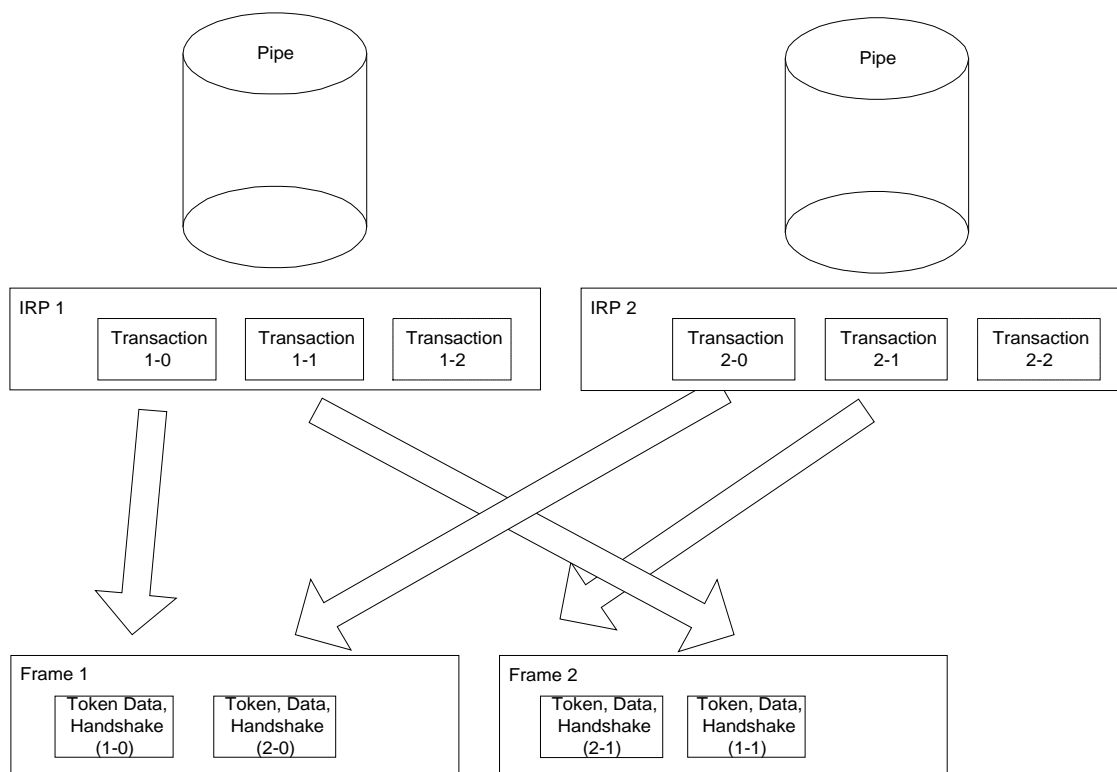 Pipe
Pipe
IRP 1
Transaction
1-0
Transaction
1-1
Transaction
1-2
IRP 2
Transaction
2-0
Transaction
2-1
Transaction
2-2
Frame 1
Token Data,
Handshake
(1-0)
Token, Data,
Handshake
(2-0)
Frame 2
Token, Data,
Handshake
(2-1)
Token, Data,
Handshake
(1-1)